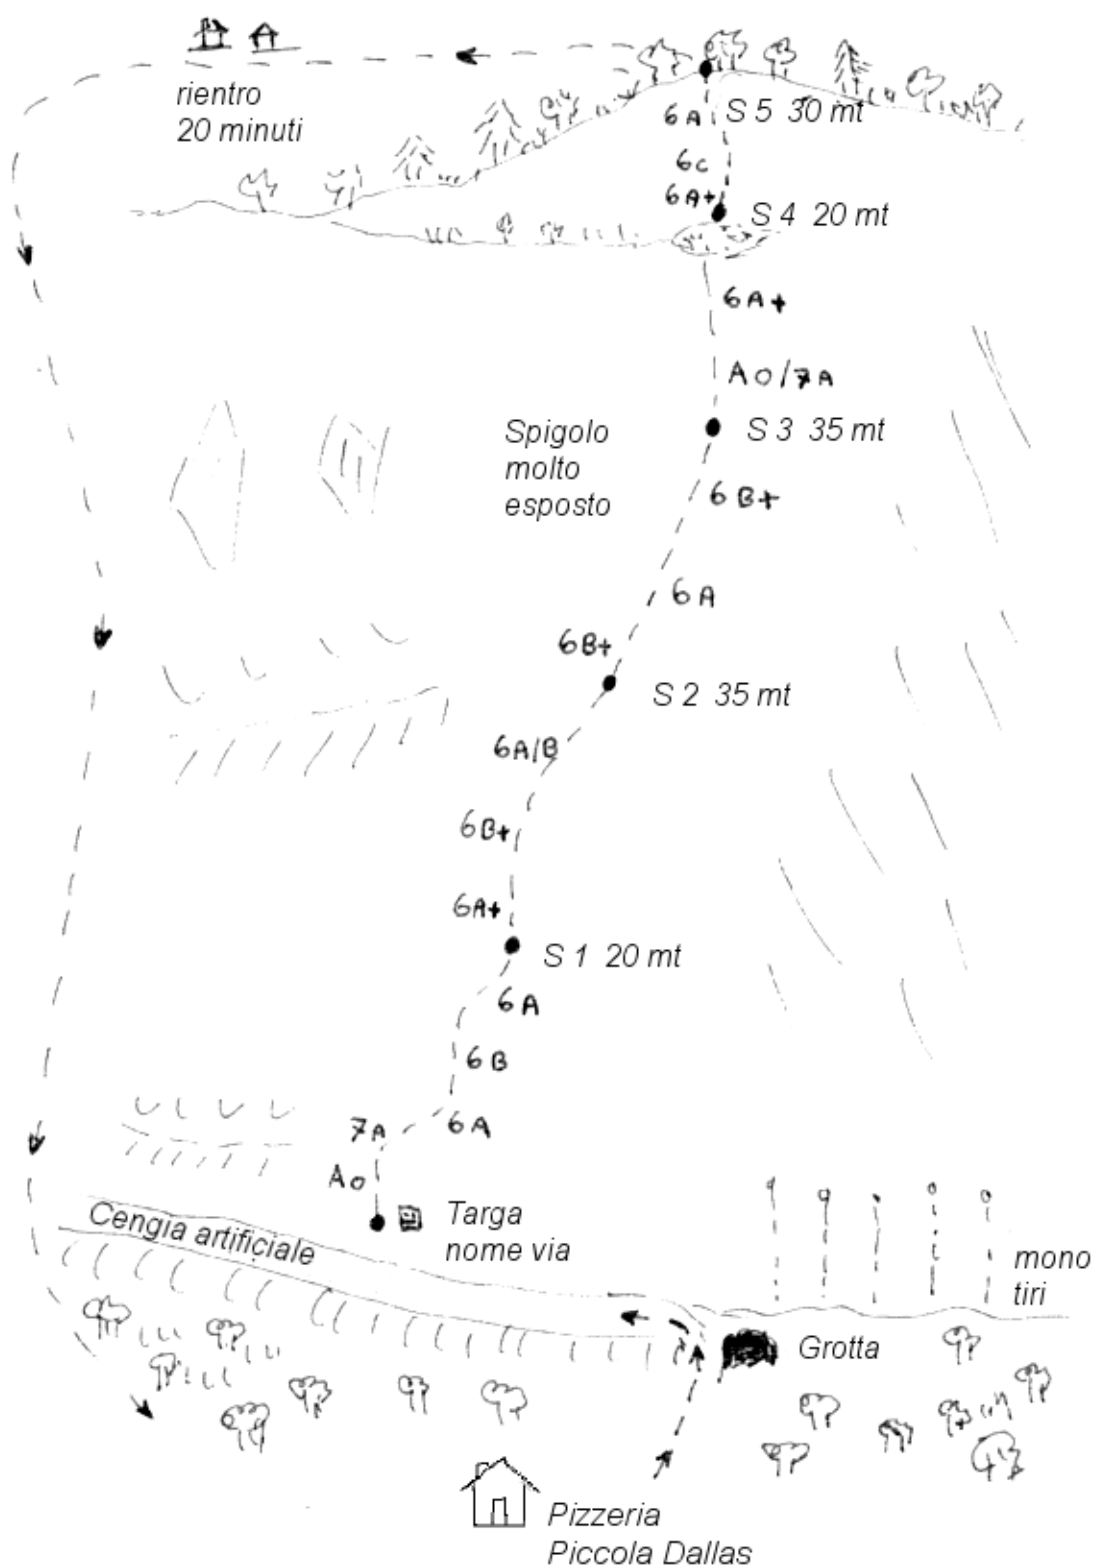 rientro
20 minuti
6A S 5 30 mt
6C
6A+ S 4 20 mt
6A+
A0/7A
S 3 35 mt
Spigolo
molto
esposto
6B+
6A
6B+
S 2 35 mt
6A/B
6B+
6A+
S 1 20 mt
6A
6B
7A 6A
A0
Targa
nome via
Cengia artificiale
mono
tiri
Grotta
Pizzeria
Piccola Dallas